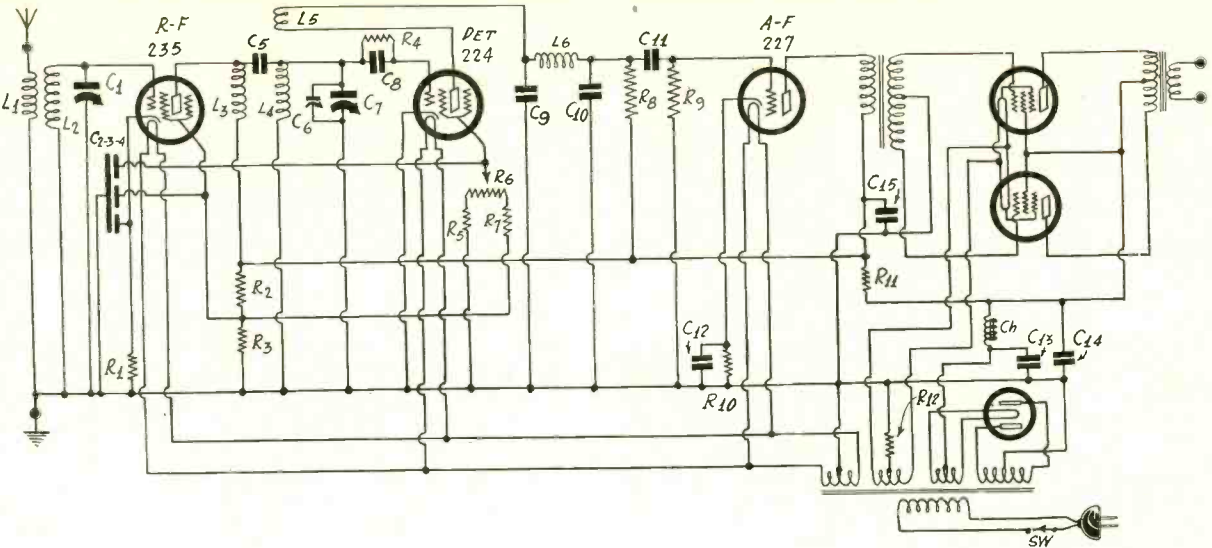 R-F
235
L5
DET
224
A-F
227
C5
R4
L6
C11
L1
L2
C1
L3
L4
C6
C7
C8
C9
C10
R8
R9
C2-3-4
R6
R5
R7
C15
R2
R11
R3
R1
C12
R10
Ch
C13
C14
R12
SW